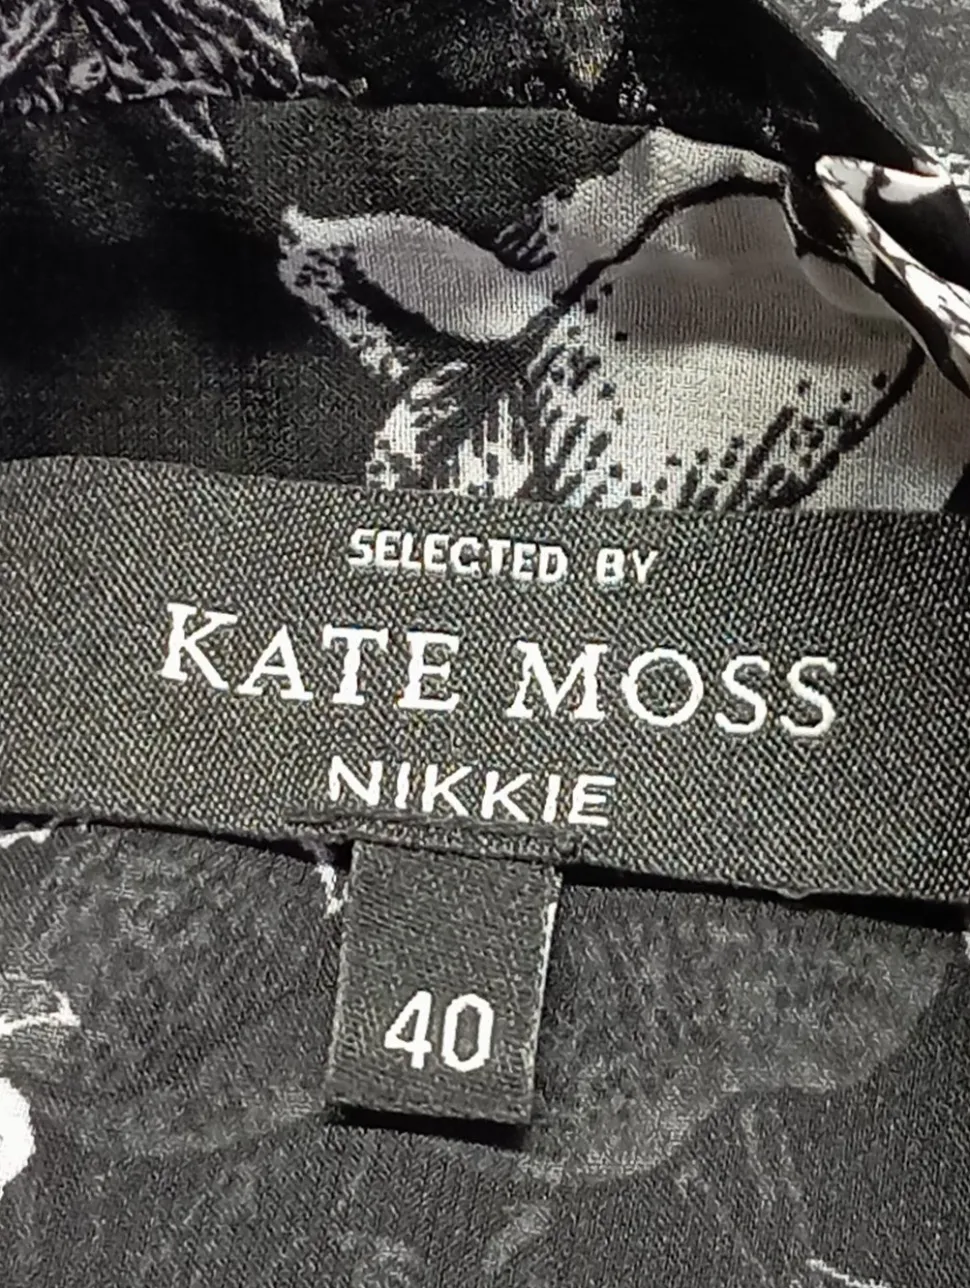 SELECTED BY
KATE MOSS
NIKKIE
40